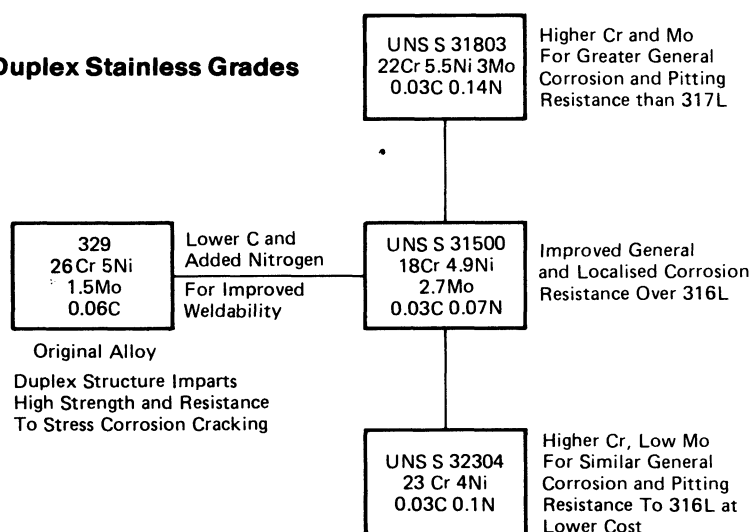 Duplex Stainless Grades
UNS S 31803
22Cr 5.5Ni 3Mo
0.03C 0.14N
Higher Cr and Mo
For Greater General
Corrosion and Pitting
Resistance than 317L
329
26Cr 5Ni
1.5Mo
0.06C
Lower C and
Added Nitrogen
For Improved
Weldability
UNS S 31500
18Cr 4.9Ni
2.7Mo
0.03C 0.07N
Improved General
and Localised Corrosion
Resistance Over 316L
Original Alloy
Duplex Structure Imparts
High Strength and Resistance
To Stress Corrosion Cracking
UNS S 32304
23 Cr 4Ni
0.03C 0.1N
Higher Cr, Low Mo
For Similar General
Corrosion and Pitting
Resistance To 316L at
Lower Cost